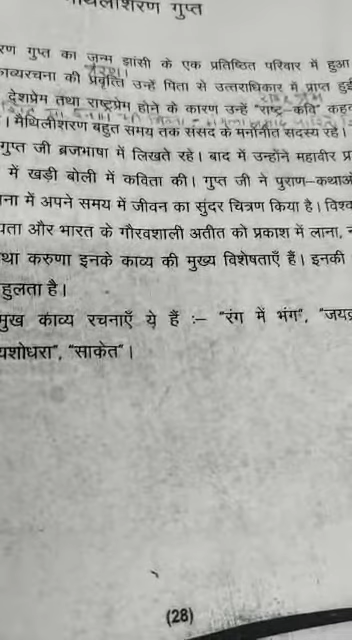 मैथिलीशरण गुप्त
रण गुप्त का जन्म झांसी के एक प्रतिष्ठित परिवार में हुआ
काव्यरचना की प्रवृत्ति उन्हें पिता से उत्तराधिकार में प्राप्त हुई
देशप्रेम तथा राष्ट्रप्रेम होने के कारण उन्हें "राष्ट्र–कवि" कहत
। मैथिलीशरण बहुत समय तक संसद के मनोनीत सदस्य रहे।
गुप्त जी ब्रजभाषा में लिखते रहे। बाद में उन्होंने महावीर प्र
में खड़ी बोली में कविता की। गुप्त जी ने पुराण–कथाओं
ना में अपने समय में जीवन का सुंदर चित्रण किया है। विश्व
यता और भारत के गौरवशाली अतीत को प्रकाश में लाना,
था करुणा इनके काव्य की मुख्य विशेषताएँ हैं। इनकी
हुलता है।
मुख काव्य रचनाएँ ये हैं :– "रंग में भंग", "जयद्र
यशोधरा", "साकेत"।
(28)